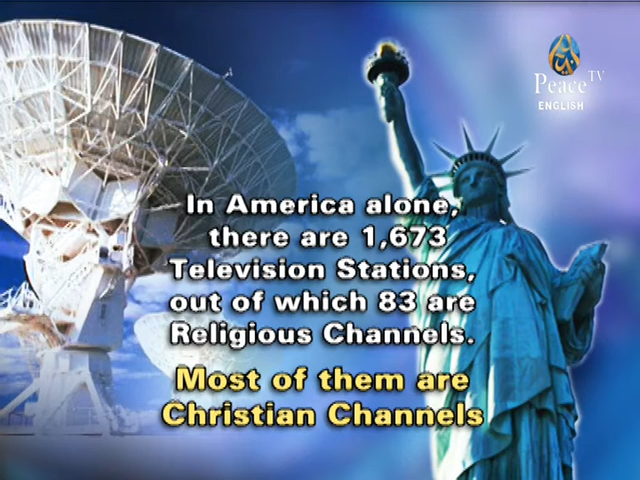 Peace TV
ENGLISH
In America alone,
there are 1,673
Television Stations,
out of which 83 are
Religious Channels.
Most of them are
Christian Channels